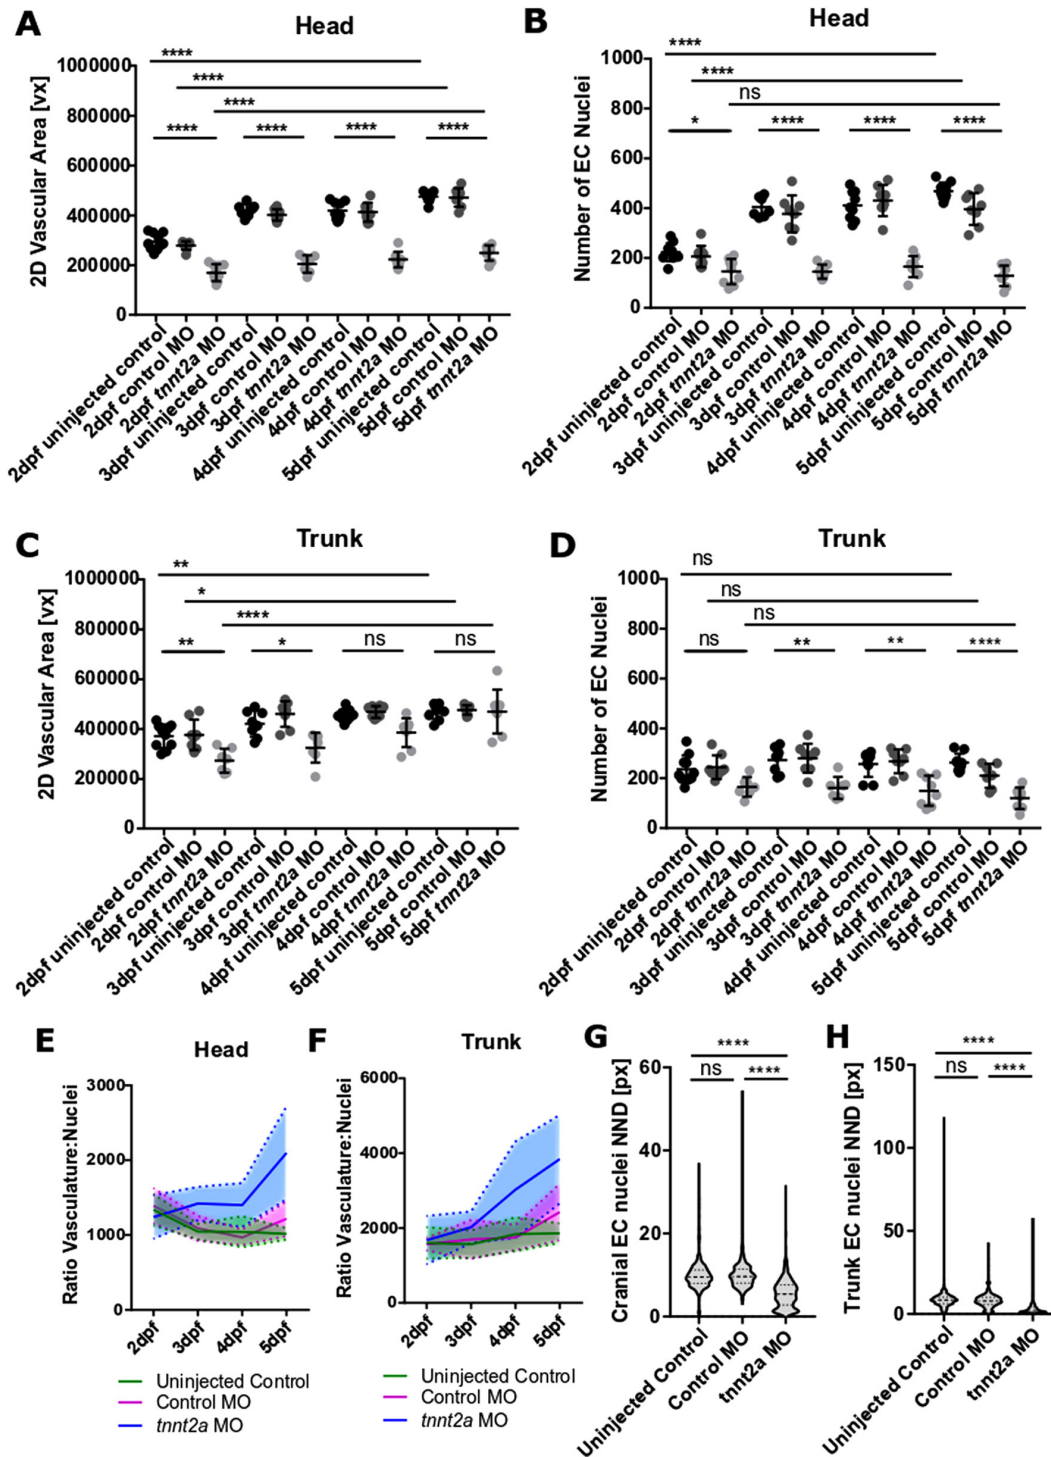 A
Head
2D Vascular Area [vx]
1000000
800000
600000
400000
200000
0
****
****
****
**** **** **** ****
2dpf uninjected control
2dpf control MO
2dpf tnnt2a MO
3dpf uninjected control
3dpf control MO
3dpf tnnt2a MO
4dpf uninjected control
4dpf control MO
4dpf tnnt2a MO
5dpf uninjected control
5dpf control MO
5dpf tnnt2a MO
B
Head
Number of EC Nuclei
1000
800
600
400
200
0
****
****
ns
* **** **** ****
2dpf uninjected control
2dpf control MO
2dpf tnnt2a MO
3dpf uninjected control
3dpf control MO
3dpf tnnt2a MO
4dpf uninjected control
4dpf control MO
4dpf tnnt2a MO
5dpf uninjected control
5dpf control MO
5dpf tnnt2a MO
C
Trunk
2D Vascular Area [vx]
1000000
800000
600000
400000
200000
0
**
*
****
** * ns ns
2dpf uninjected control
2dpf control MO
2dpf tnnt2a MO
3dpf uninjected control
3dpf control MO
3dpf tnnt2a MO
4dpf uninjected control
4dpf control MO
4dpf tnnt2a MO
5dpf uninjected control
5dpf control MO
5dpf tnnt2a MO
D
Trunk
Number of EC Nuclei
1000
800
600
400
200
0
ns
ns
ns
ns ** ** ****
2dpf uninjected control
2dpf control MO
2dpf tnnt2a MO
3dpf uninjected control
3dpf control MO
3dpf tnnt2a MO
4dpf uninjected control
4dpf control MO
4dpf tnnt2a MO
5dpf uninjected control
5dpf control MO
5dpf tnnt2a MO
E
Head
Ratio Vasculature:Nuclei
3000
2000
1000
0
2dpf
3dpf
4dpf
5dpf
Uninjected Control
Control MO
tnnt2a MO
F
Trunk
Ratio Vasculature:Nuclei
6000
4000
2000
0
2dpf
3dpf
4dpf
5dpf
Uninjected Control
Control MO
tnnt2a MO
G
Cranial EC nuclei NND [px]
60
40
20
0
****
ns ****
Uninjected Control
Control MO
tnnt2a MO
H
Trunk EC nuclei NND [px]
150
100
50
0
****
ns ****
Uninjected Control
Control MO
tnnt2a MO